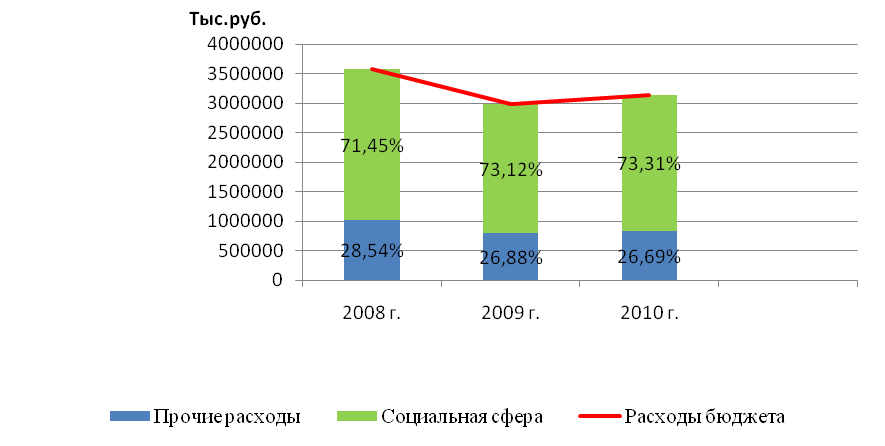 Тыс.руб.
4000000
3500000
3000000
2500000
2000000
1500000
1000000
500000
0
71,45%
73,12%
73,31%
28,54%
26,88%
26,69%
2008 г.
2009 г.
2010 г.
Прочие расходы
Социальная сфера
Расходы бюджета